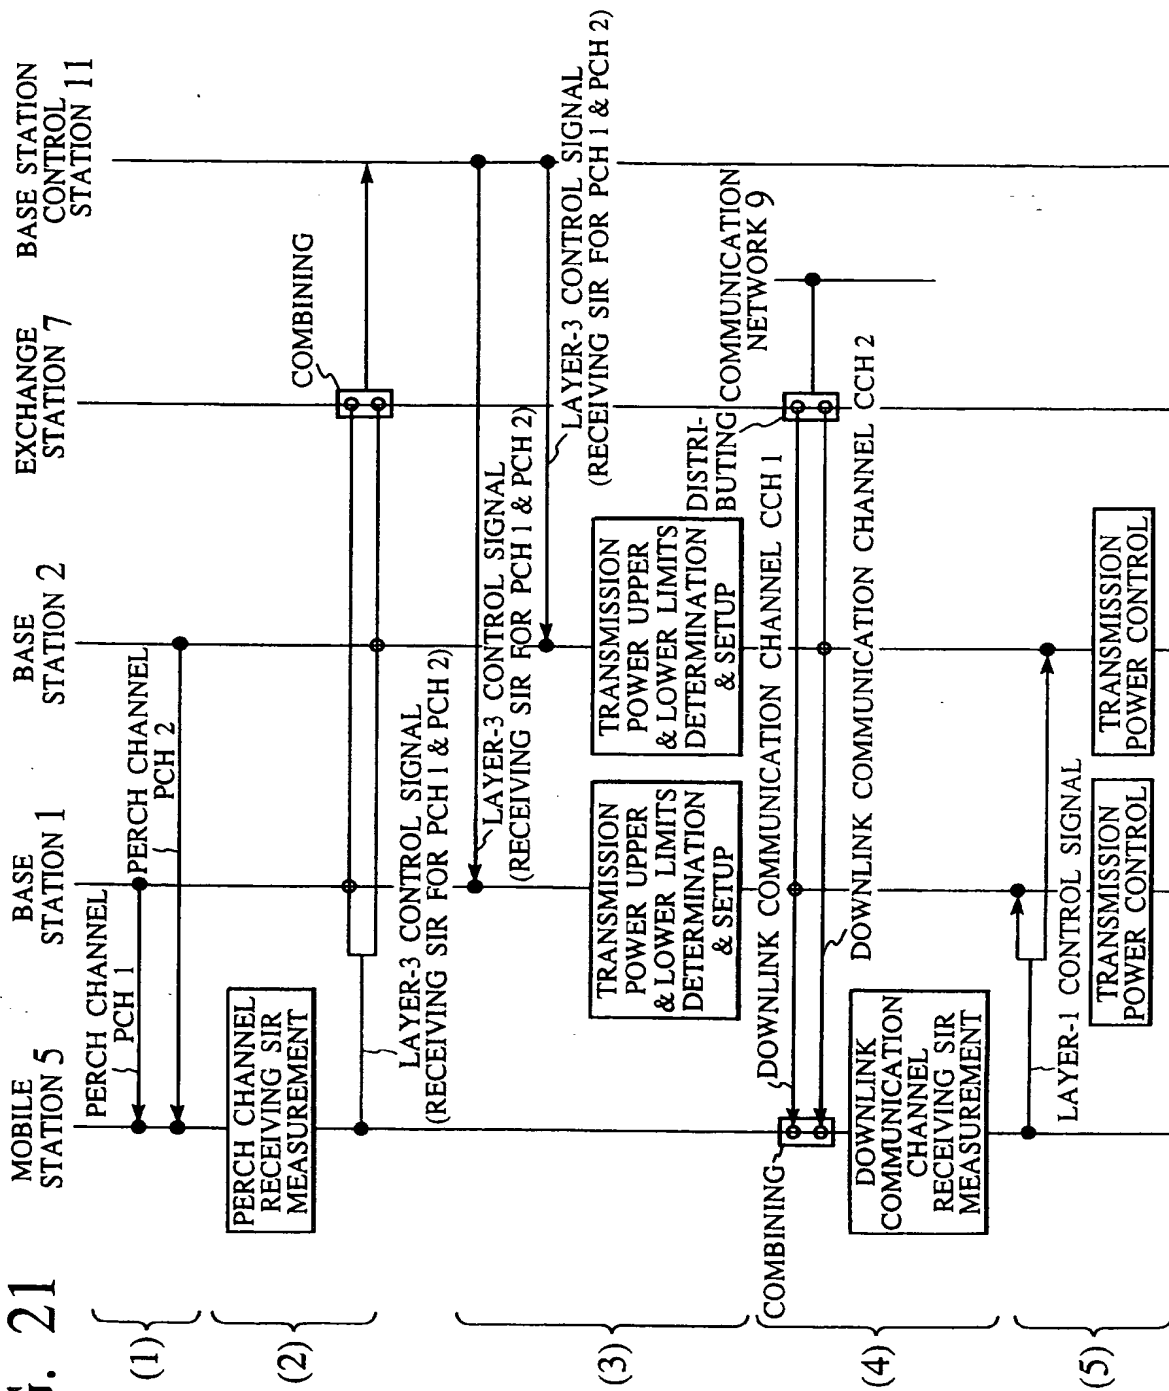 G. 21
MOBILE
STATION 5
BASE
STATION 1
BASE
STATION 2
EXCHANGE
STATION 7
BASE STATION
CONTROL
STATION 11
(1)
PERCH CHANNEL
PCH 1
PERCH CHANNEL
PCH 2
(2)
PERCH CHANNEL
RECEIVING SIR
MEASUREMENT
COMBINING
LAYER-3 CONTROL SIGNAL
(RECEIVING SIR FOR PCH 1 & PCH 2)
(3)
LAYER-3 CONTROL SIGNAL
(RECEIVING SIR FOR PCH 1 & PCH 2)
LAYER-3 CONTROL SIGNAL
(RECEIVING SIR FOR PCH 1 & PCH 2)
TRANSMISSION
POWER UPPER
& LOWER LIMITS
DETERMINATION
& SETUP
TRANSMISSION
POWER UPPER
& LOWER LIMITS
DETERMINATION
& SETUP
(4)
DISTRI-
BUTING
COMMUNICATION
NETWORK 9
DOWNLINK COMMUNICATION CHANNEL CCH 1
COMBINING
DOWNLINK COMMUNICATION CHANNEL CCH 2
DOWNLINK
COMMUNICATION
CHANNEL
RECEIVING SIR
MEASUREMENT
(5)
LAYER-1 CONTROL SIGNAL
TRANSMISSION
POWER CONTROL
TRANSMISSION
POWER CONTROL